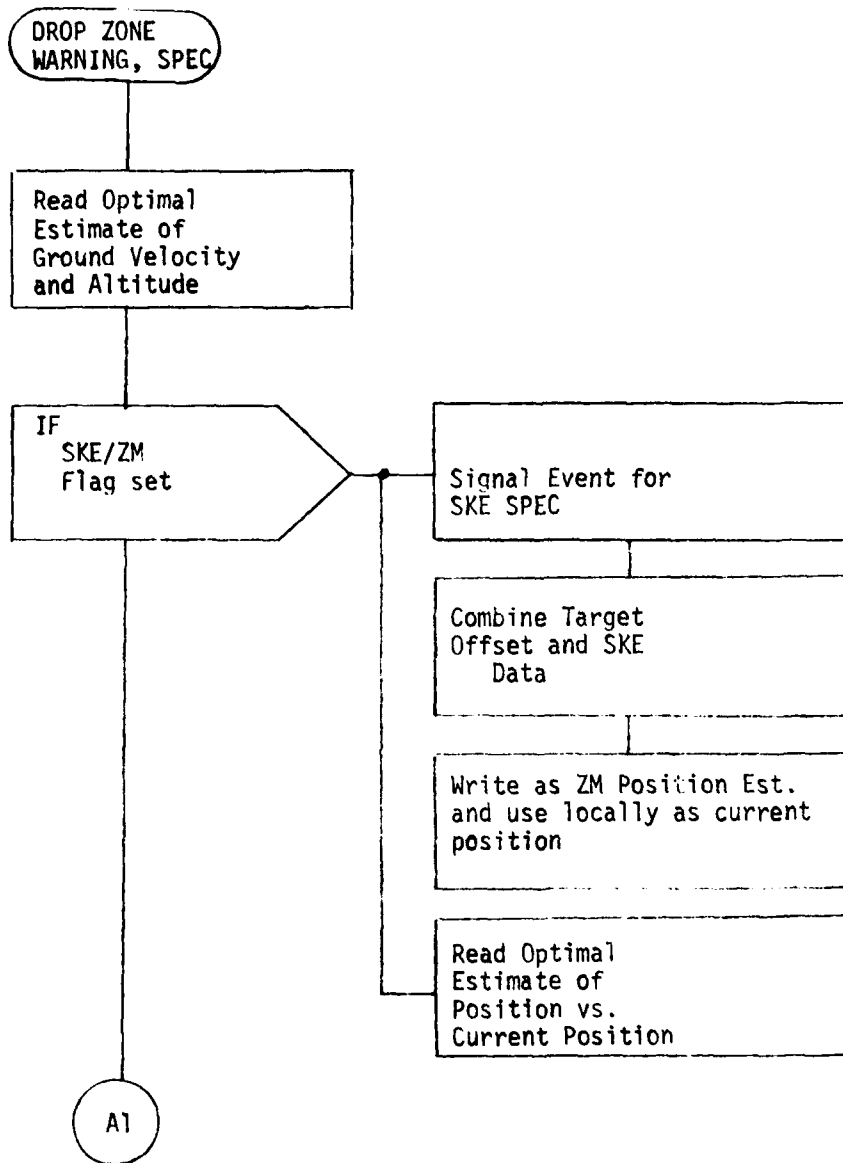 DROP ZONE
WARNING, SPEC
Read Optimal
Estimate of
Ground Velocity
and Altitude
IF
SKE/ZM
Flag set
Signal Event for
SKE SPEC
Combine Target
Offset and SKE
Data
Write as ZM Position Est.
and use locally as current
position
Read Optimal
Estimate of
Position vs.
Current Position
A1